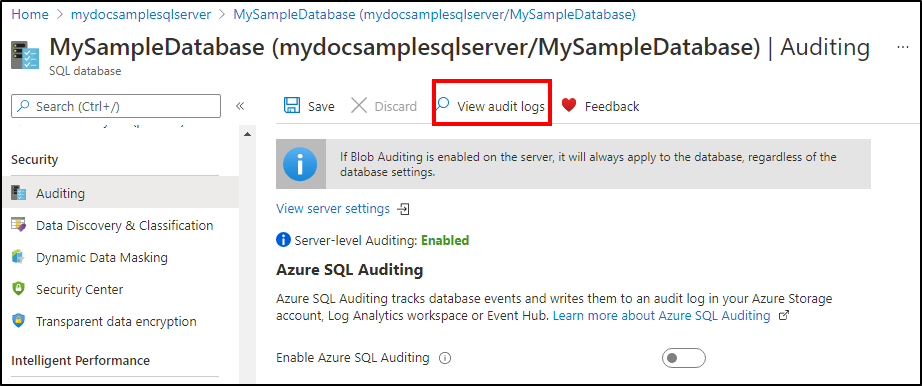 Home > mydocsamplesqlserver > MySampleDatabase (mydocsamplesqlserver/MySampleDatabase)
MySampleDatabase (mydocsamplesqlserver/MySampleDatabase) | Auditing ...
SQL database
Search (Ctrl+/) «
Save Discard View audit logs Feedback
Security
Auditing
Data Discovery & Classification
Dynamic Data Masking
Security Center
Transparent data encryption
Intelligent Performance
If Blob Auditing is enabled on the server, it will always apply to the database, regardless of the
database settings.
View server settings
Server-level Auditing: Enabled
Azure SQL Auditing
Azure SQL Auditing tracks database events and writes them to an audit log in your Azure Storage
account, Log Analytics workspace or Event Hub. Learn more about Azure SQL Auditing
Enable Azure SQL Auditing